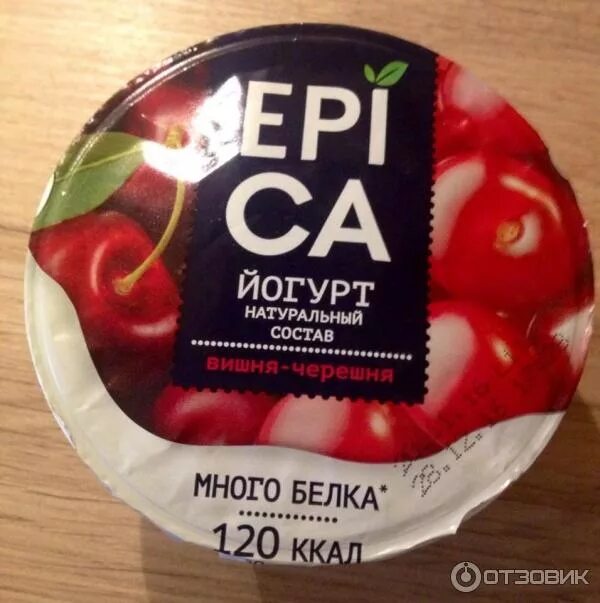 EPI
CA
ЙОГУРТ
НАТУРАЛЬНЫЙ
СОСТАВ
вишня-черешня
МНОГО БЕЛКА*
120 ККАЛ
ОТЗОВИК